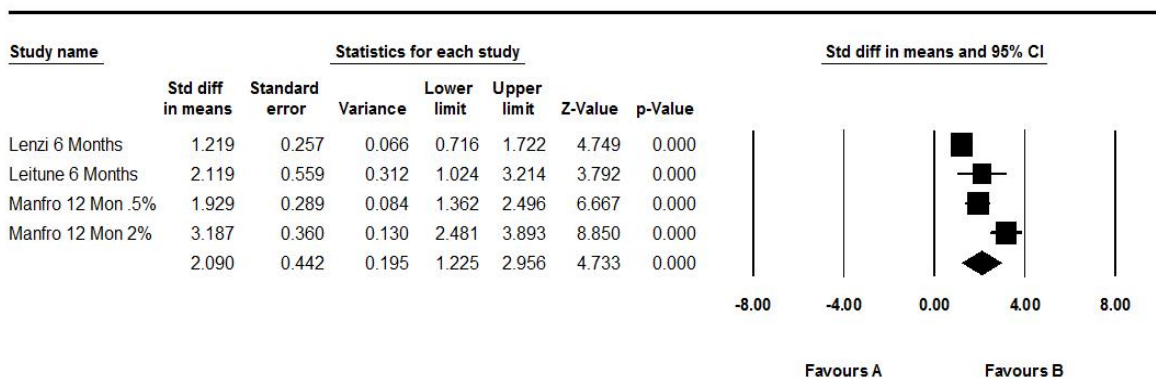 Study name Statistics for each study Std diff in means and 95% CI
Std diff Standard Lower Upper
in means error Variance limit limit Z-Value p-Value
Lenzi 6 Months 1.219 0.257 0.066 0.716 1.722 4.749 0.000
Leitune 6 Months 2.119 0.559 0.312 1.024 3.214 3.792 0.000
Manfro 12 Mon .5% 1.929 0.289 0.084 1.362 2.496 6.667 0.000
Manfro 12 Mon 2% 3.187 0.360 0.130 2.481 3.893 8.850 0.000
2.090 0.442 0.195 1.225 2.956 4.733 0.000
-8.00 -4.00 0.00 4.00 8.00
Favours A Favours B